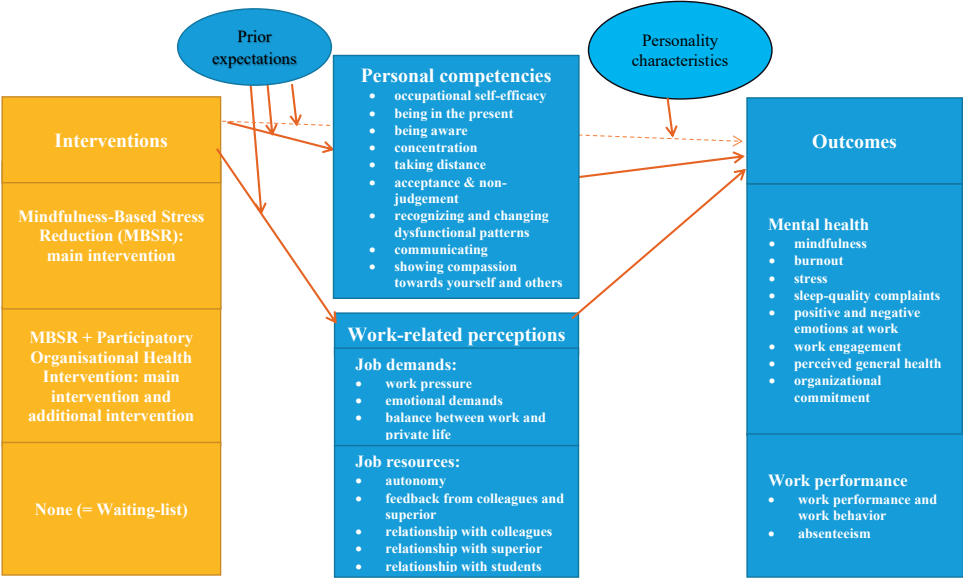 Prior
expectations
Personality
characteristics
Interventions
Mindfulness-Based Stress
Reduction (MBSR):
main intervention
MBSR + Participatory
Organisational Health
Intervention: main
intervention and
additional intervention
None (= Waiting-list)
Personal competencies
• occupational self-efficacy
• being in the present
• being aware
• concentration
• taking distance
• acceptance & non-
judgement
• recognizing and changing
dysfunctional patterns
• communicating
• showing compassion
towards yourself and others
Work-related perceptions
Job demands:
• work pressure
• emotional demands
• balance between work and
private life
Job resources:
• autonomy
• feedback from colleagues and
superior
• relationship with colleagues
• relationship with superior
• relationship with students
Outcomes
Mental health
• mindfulness
• burnout
• stress
• sleep-quality complaints
• positive and negative
emotions at work
• work engagement
• perceived general health
• organizational
commitment
Work performance
• work performance and
work behavior
• absenteeism